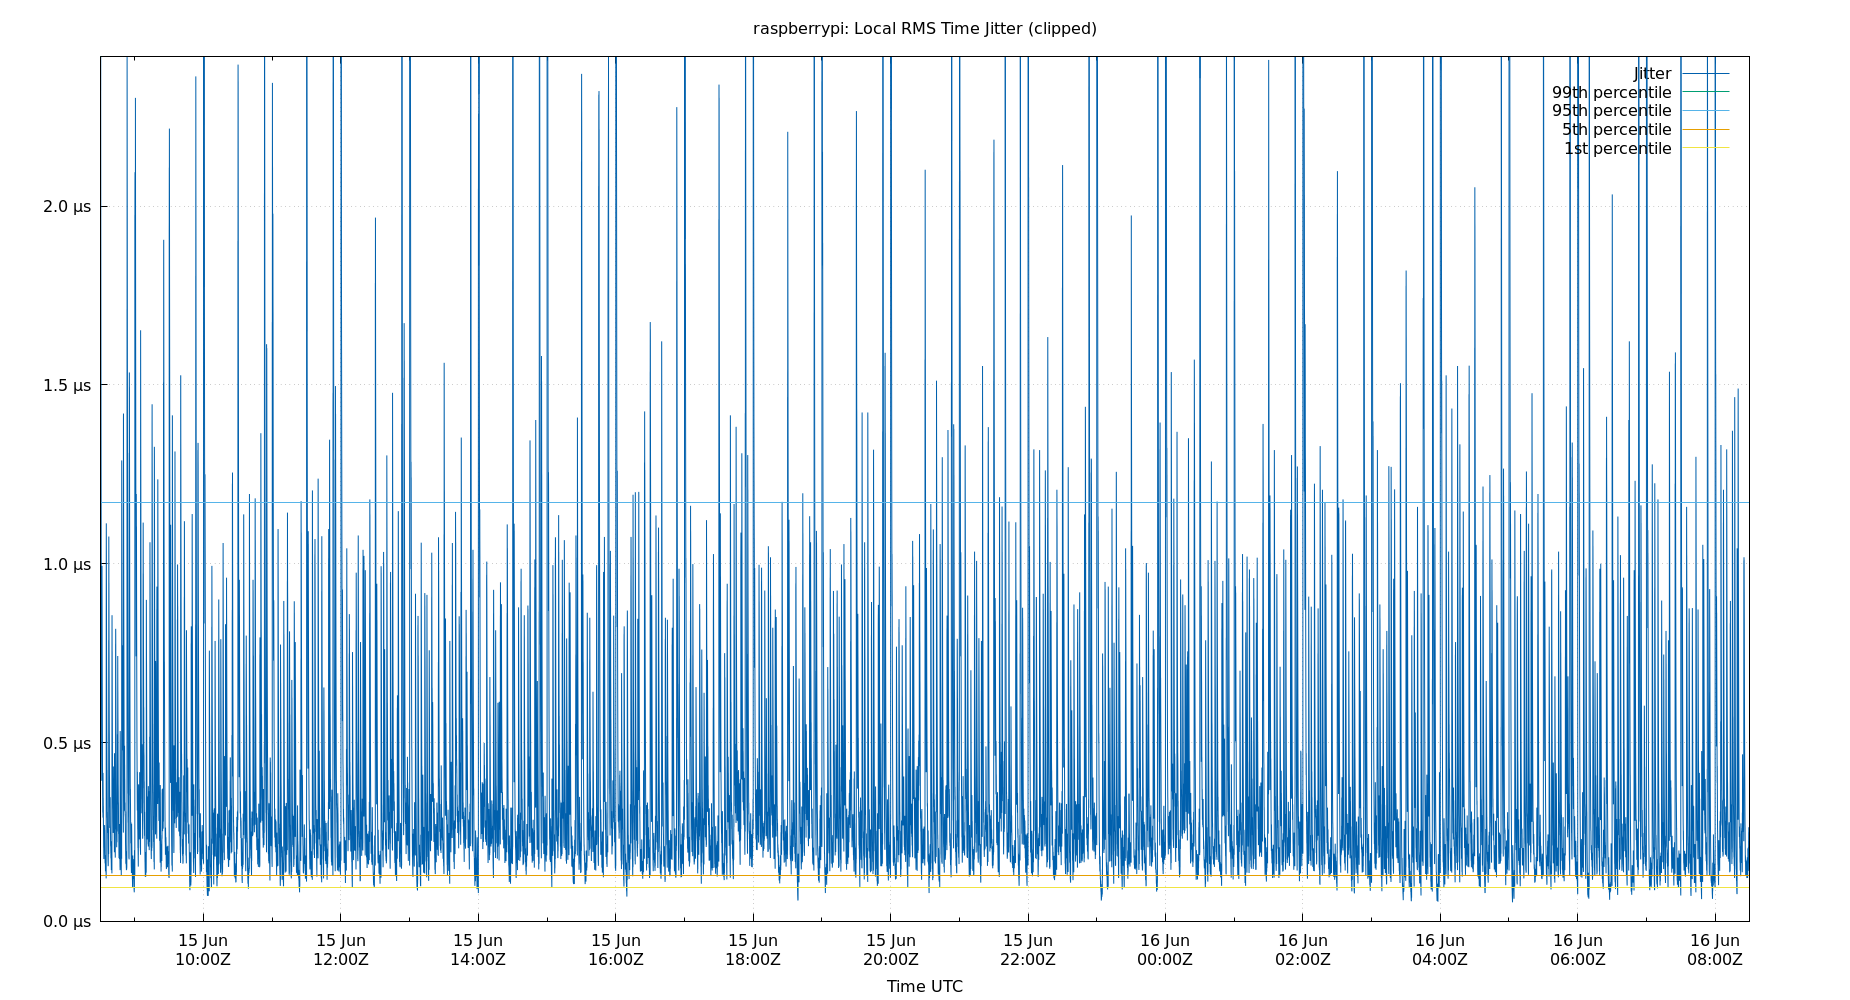 raspberrypi: Local RMS Time Jitter (clipped)
Jitter
99th percentile
95th percentile
5th percentile
1st percentile
2.0 µs
1.5 µs
1.0 µs
0.5 µs
0.0 µs
15 Jun 15 Jun 15 Jun 15 Jun 15 Jun 15 Jun 15 Jun 16 Jun 16 Jun 16 Jun 16 Jun 16 Jun
10:00Z 12:00Z 14:00Z 16:00Z 18:00Z 20:00Z 22:00Z 00:00Z 02:00Z 04:00Z 06:00Z 08:00Z
Time UTC